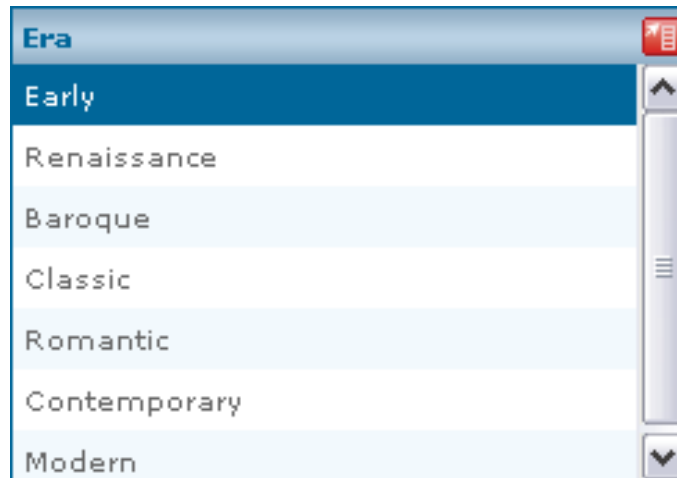 Era
Early
Renaissance
Baroque
Classic
Romantic
Contemporary
Modern